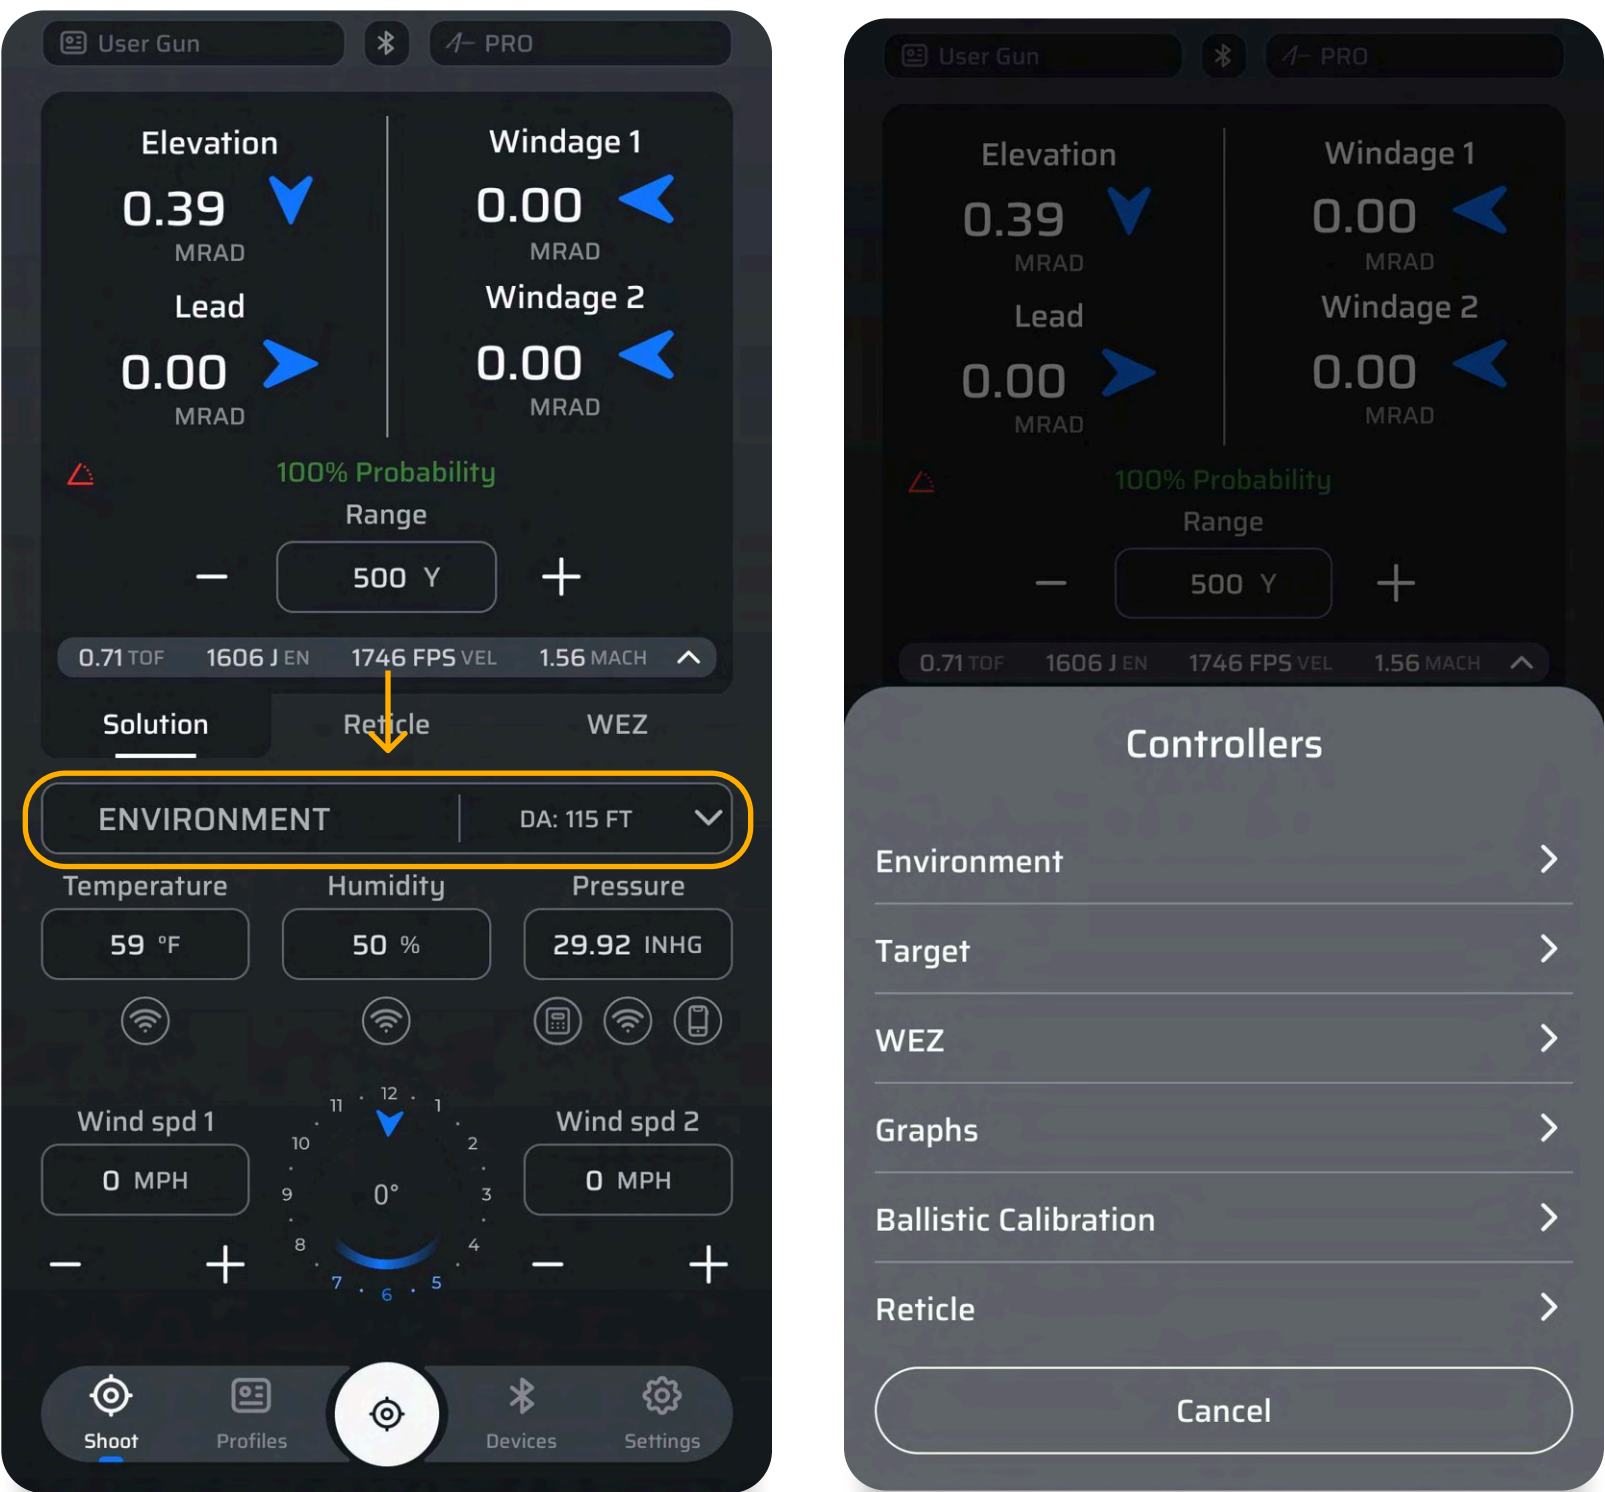 User Gun
PRO
Elevation
Windage 1
0.39
0.00
MRAD
MRAD
Lead
Windage 2
0.00
0.00
MRAD
MRAD
100% Probability
Range
500 Y
0.71 TOF 1606 J EN 1746 FPS VEL 1.56 MACH
Solution Reticle WEZ
ENVIRONMENT DA: 115 FT
Temperature Humidity Pressure
59 °F 50 % 29.92 INHG
Wind spd 1
Wind spd 2
0 MPH
0 MPH
12
11 1
10 2
9 0° 3
8 4
7 5
6
Shoot Profiles Devices Settings
User Gun
PRO
Elevation
Windage 1
0.39
0.00
MRAD
MRAD
Lead
Windage 2
0.00
0.00
MRAD
MRAD
100% Probability
Range
500 Y
0.71 TOF 1606 J EN 1746 FPS VEL 1.56 MACH
Controllers
Environment
Target
WEZ
Graphs
Ballistic Calibration
Reticle
Cancel